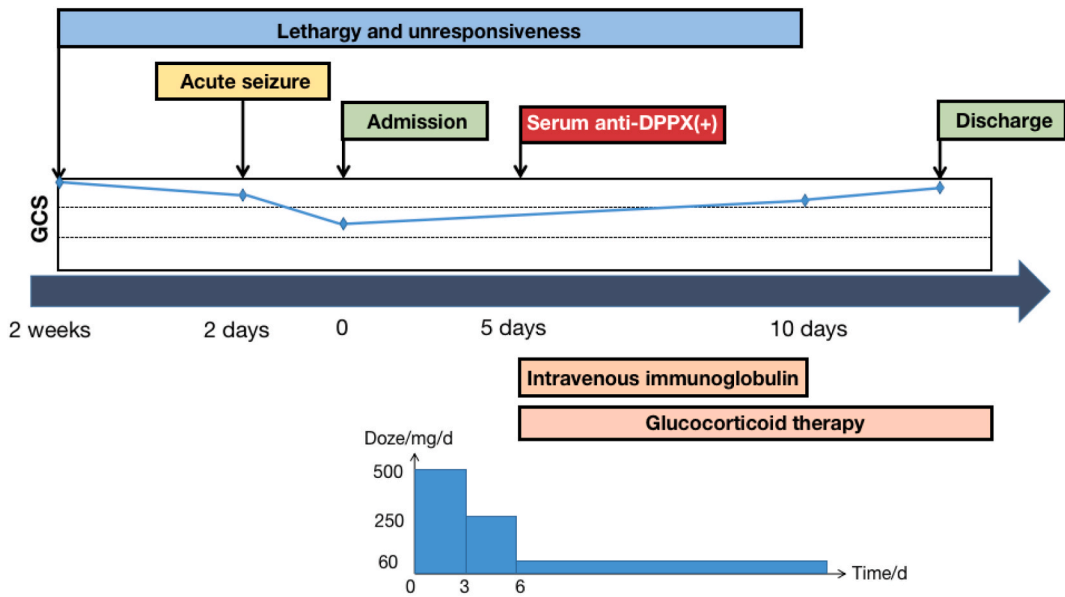 Lethargy and unresponsiveness
Acute seizure
Admission
Serum anti-DPPX(+)
Discharge
GCS
2 weeks
2 days
0
5 days
10 days
Intravenous immunoglobulin
Glucocorticoid therapy
Doze/mg/d
500
250
60
0
3
6
Time/d